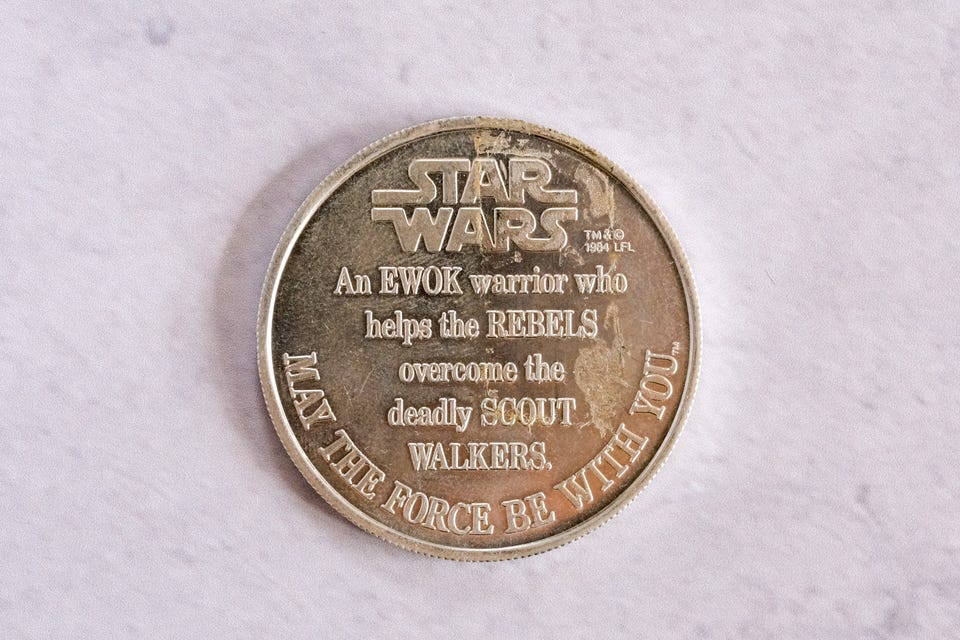 STAR
WARS
TM & ©
1984 LFL
An EWOK warrior who
helps the REBELS
overcome the
deadly SCOUT
WALKERS.
MAY THE FORCE BE WITH YOU™